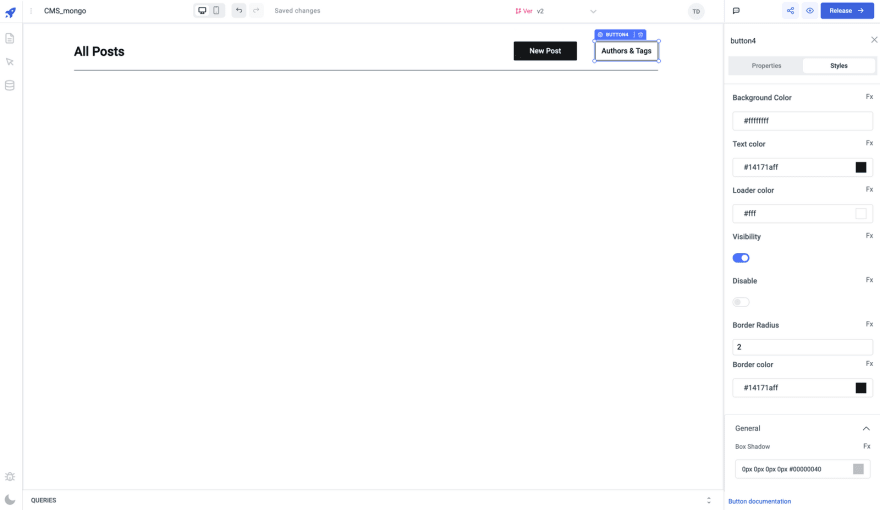 CMS_mongo
Saved changes
Ver v2
TD
Release
All Posts
New Post
BUTTON4
Authors & Tags
button4
Properties
Styles
Background Color
Fx
#ffffffff
Text color
Fx
#14171aff
Loader color
Fx
#fff
Visibility
Fx
Disable
Fx
Border Radius
Fx
2
Border color
Fx
#14171aff
General
Box Shadow
Fx
0px 0px 0px 0px #00000040
Button documentation
QUERIES